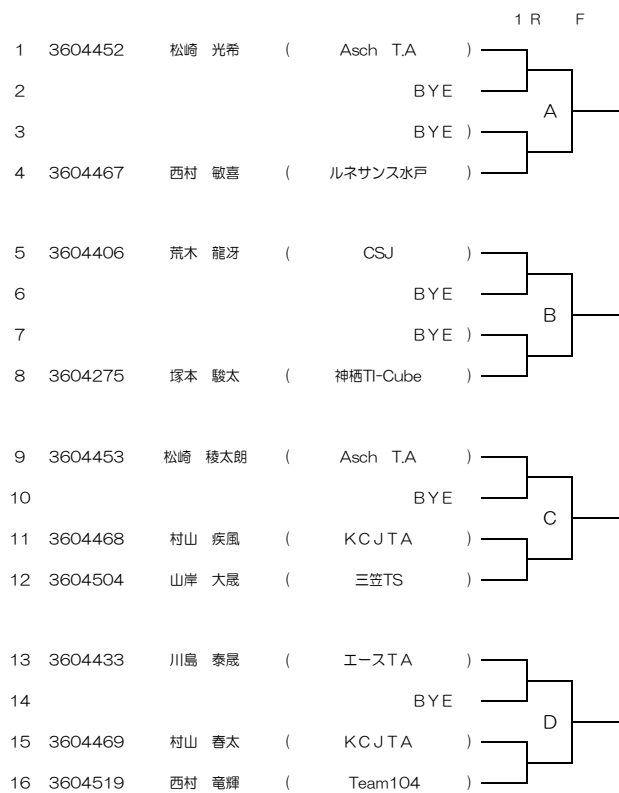 1 R F
1 3604452 松崎 光希 ( Asch T.A )
2 BYE
A
3 BYE )
4 3604467 西村 敏喜 ( ルネサンス水戸 )
5 3604406 荒木 龍冴 ( CSJ )
6 BYE
B
7 BYE )
8 3604275 塚本 駿太 ( 神栖TI-Cube )
9 3604453 松崎 稜太朗 ( Asch T.A )
10 BYE
C
11 3604468 村山 疾風 ( KCJTA )
12 3604504 山岸 大晟 ( 三笠TS )
13 3604433 川島 泰晟 ( エースTA )
14 BYE
D
15 3604469 村山 春太 ( KCJTA )
16 3604519 西村 竜輝 ( Team104 )